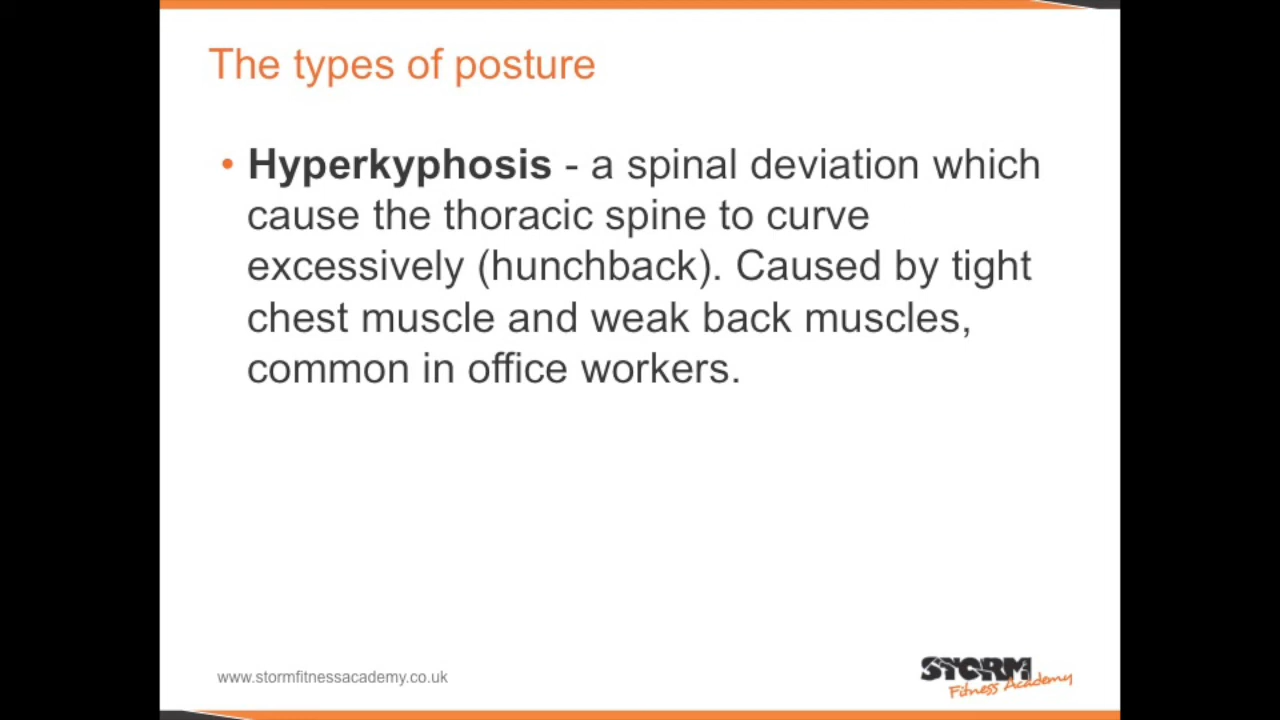 The types of posture
• Hyperkyphosis - a spinal deviation which
cause the thoracic spine to curve
excessively (hunchback). Caused by tight
chest muscle and weak back muscles,
common in office workers.
www.stormfitnessacademy.co.uk
STORM
Fitness Academy